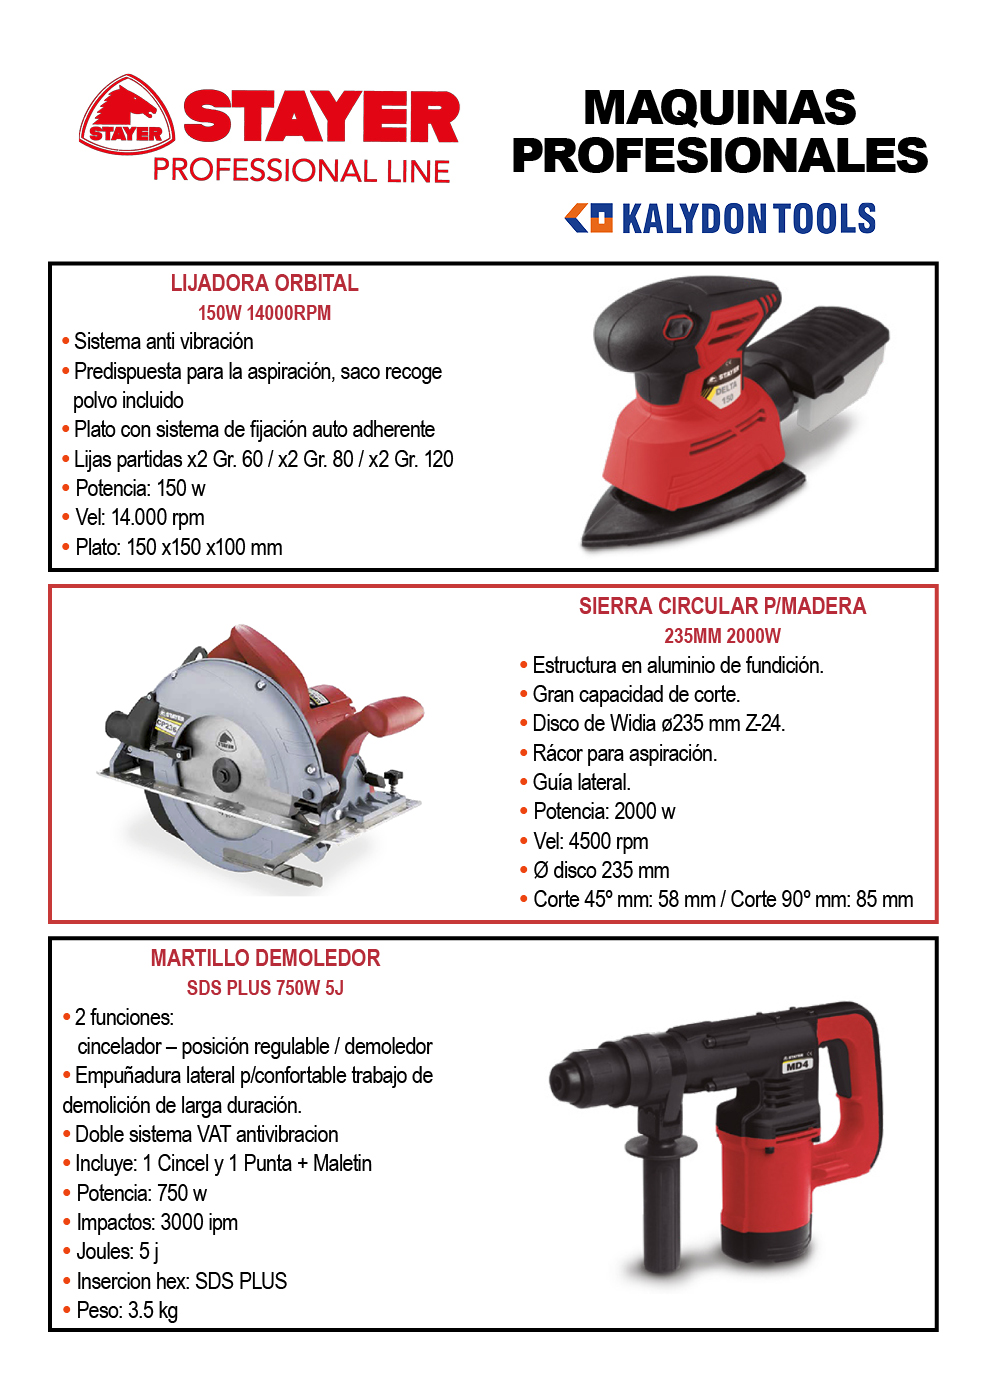 STAYER
STAYER
PROFESSIONAL LINE
MAQUINAS
PROFESIONALES
KALYDON TOOLS
LIJADORA ORBITAL
150W 14000RPM
• Sistema anti vibración
• Predispuesta para la aspiración, saco recoge
polvo incluido
• Plato con sistema de fijación auto adherente
• Lijas partidas x2 Gr. 60 / x2 Gr. 80 / x2 Gr. 120
• Potencia: 150 w
• Vel: 14.000 rpm
• Plato: 150 x150 x100 mm
STAYER
DELTA
150
SIERRA CIRCULAR P/MADERA
235MM 2000W
• Estructura en aluminio de fundición.
• Gran capacidad de corte.
• Disco de Widia ø235 mm Z-24.
• Rácor para aspiración.
• Guía lateral.
• Potencia: 2000 w
• Vel: 4500 rpm
• Ø disco 235 mm
• Corte 45º mm: 58 mm / Corte 90º mm: 85 mm
STAYER
STAYER
MARTILLO DEMOLEDOR
SDS PLUS 750W 5J
• 2 funciones:
cincelador – posición regulable / demoledor
• Empuñadura lateral p/confortable trabajo de
demolición de larga duración.
• Doble sistema VAT antivibracion
• Incluye: 1 Cincel y 1 Punta + Maletin
• Potencia: 750 w
• Impactos: 3000 ipm
• Joules: 5 j
• Insercion hex: SDS PLUS
• Peso: 3.5 kg
STAYER
MD4